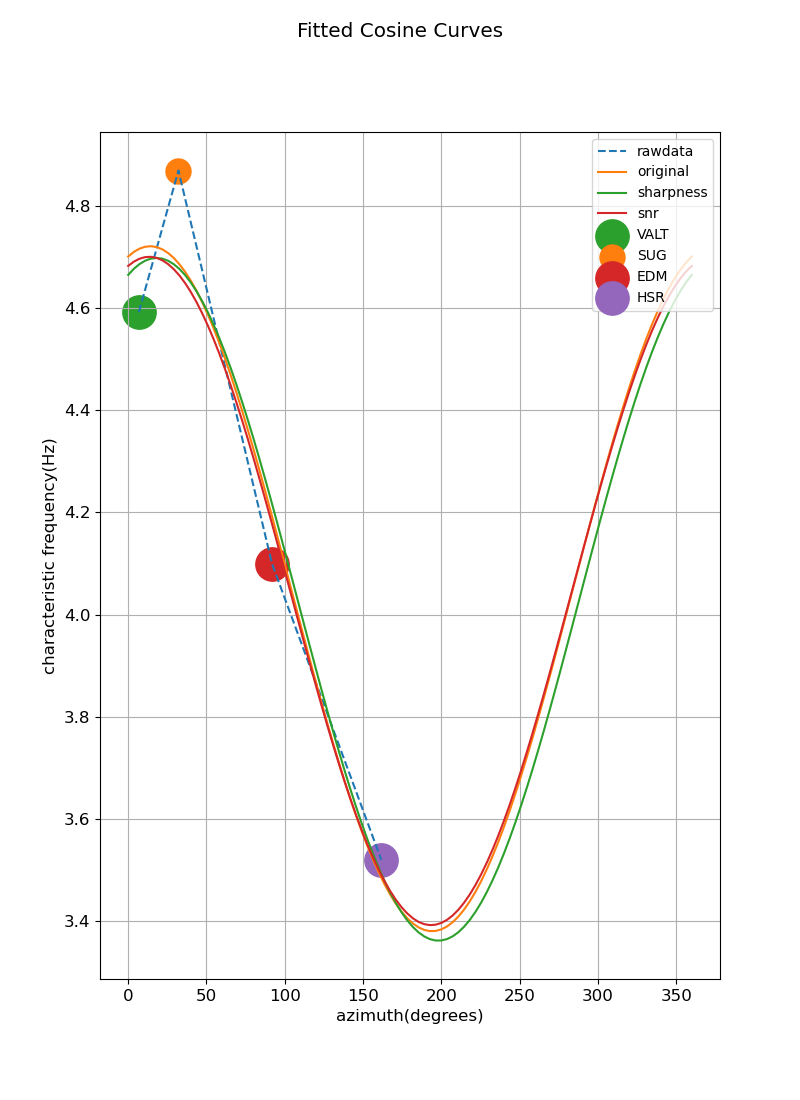 Fitted Cosine Curves
rawdata
original
sharpness
snr
VALT
SUG
EDM
HSR
characteristic frequency(Hz)
4.8
4.6
4.4
4.2
4.0
3.8
3.6
3.4
0 50 100 150 200 250 300 350
azimuth(degrees)